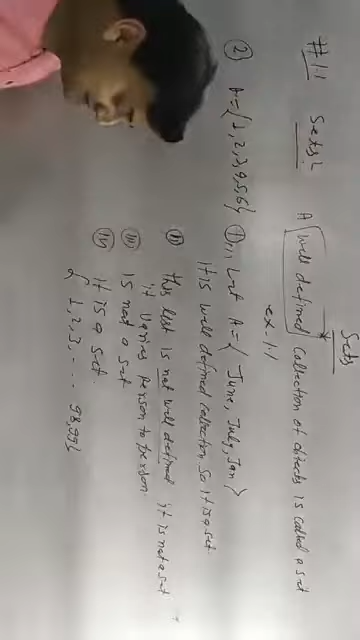 Sets
# 1.1 Sets:- A well defined Collection of objects is called a set
ex-1.1
② A={1,2,3,4,5,6} ① (i) Let A={June, July, Jan}
it is well defined collection. So it is a set.
(ii) this list is not well defined it is not a set
it varies Person to Person.
(iii) is not a set
(iv) it is a set.
{1,2,3, ... 98,99}